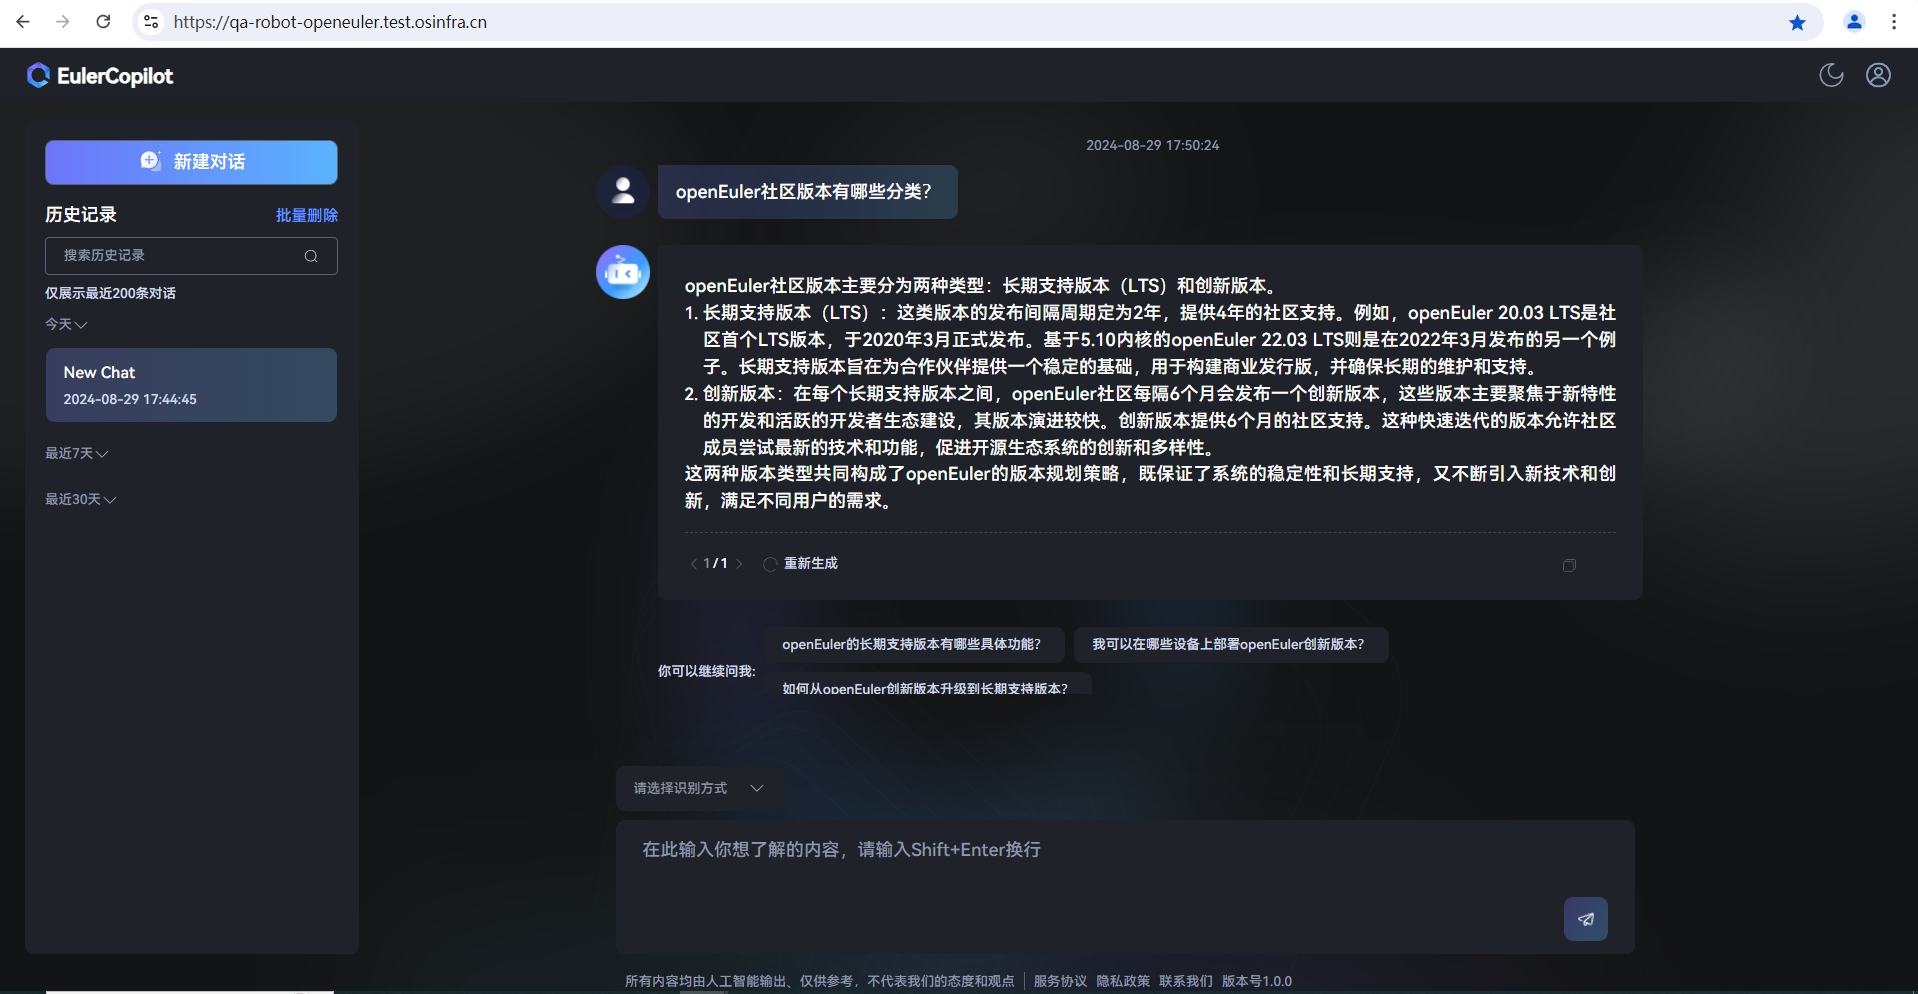 https://qa-robot-openeuler.test.osinfra.cn
EulerCopilot
新建对话
历史记录
批量删除
搜索历史记录
仅展示最近200条对话
今天
New Chat
2024-08-29 17:44:45
最近7天
最近30天
2024-08-29 17:50:24
openEuler社区版本有哪些分类？
openEuler社区版本主要分为两种类型：长期支持版本（LTS）和创新版本。
1. 长期支持版本（LTS）：这类版本的发布间隔周期定为2年，提供4年的社区支持。例如，openEuler 20.03 LTS是社
区首个LTS版本，于2020年3月正式发布。基于5.10内核的openEuler 22.03 LTS则是在2022年3月发布的另一个例
子。长期支持版本旨在为合作伙伴提供一个稳定的基础，用于构建商业发行版，并确保长期的维护和支持。
2. 创新版本：在每个长期支持版本之间，openEuler社区每隔6个月会发布一个创新版本，这些版本主要聚焦于新特性
的开发和活跃的开发者生态建设，其版本演进较快。创新版本提供6个月的社区支持。这种快速迭代的版本允许社区
成员尝试最新的技术和功能，促进开源生态系统的创新和多样性。
这两种版本类型共同构成了openEuler的版本规划策略，既保证了系统的稳定性和长期支持，又不断引入新技术和创
新，满足不同用户的需求。
1/1
重新生成
你可以继续问我:
openEuler的长期支持版本有哪些具体功能？
我可以在哪些设备上部署openEuler创新版本？
如何从openEuler创新版本升级到长期支持版本？
请选择识别方式
在此输入你想了解的内容，请输入Shift+Enter换行
所有内容均由人工智能输出、仅供参考，不代表我们的态度和观点 | 服务协议 隐私政策 联系我们 版本号1.0.0